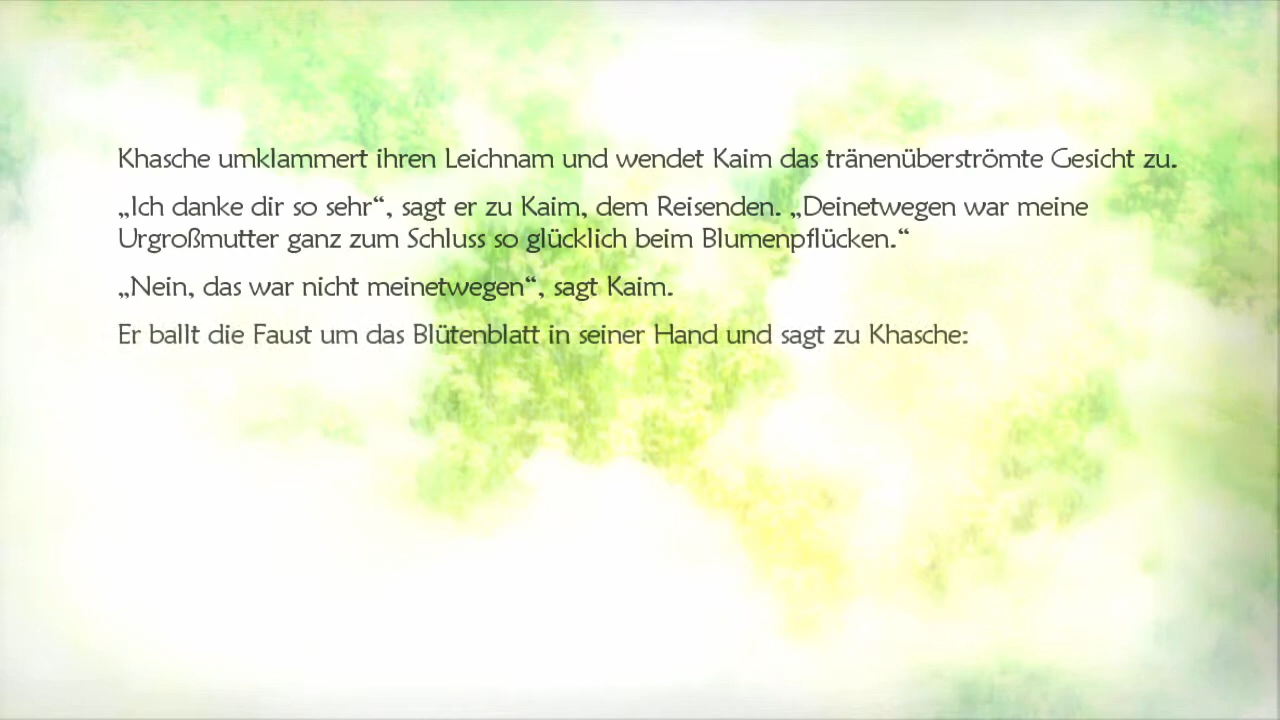 Khasche umklammert ihren Leichnam und wendet Kaim das tränenüberströmte Gesicht zu.
„Ich danke dir so sehr“, sagt er zu Kaim, dem Reisenden. „Deinetwegen war meine
Urgroßmutter ganz zum Schluss so glücklich beim Blumenpflücken.“
„Nein, das war nicht meinetwegen“, sagt Kaim.
Er ballt die Faust um das Blütenblatt in seiner Hand und sagt zu Khasche: